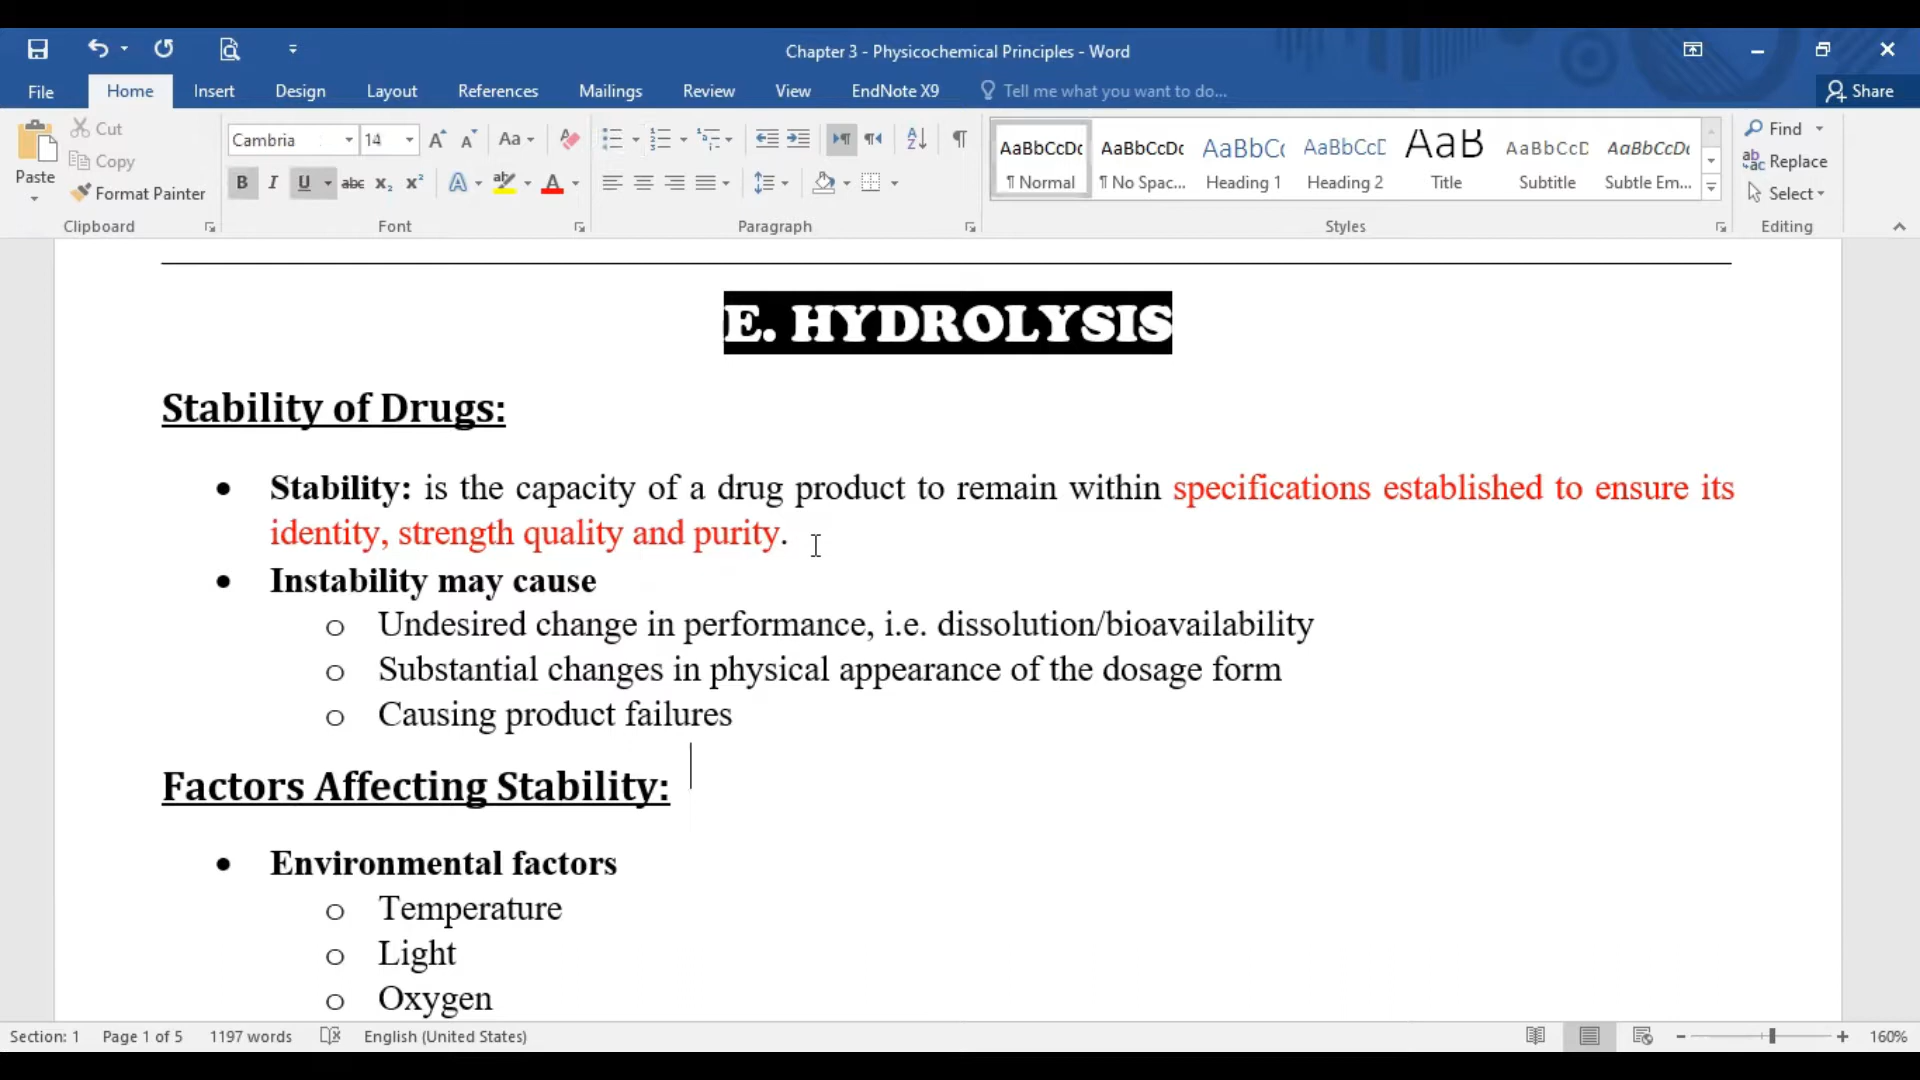 Chapter 3 - Physicochemical Principles - Word
File Home Insert Design Layout References Mailings Review View EndNote X9 Tell me what you want to do... Share
Paste
Cut
Copy
Format Painter
Clipboard
Cambria 14
Font
Paragraph
AaBbCcDc AaBbCcDc AaBbC( AaBbCcD AaB AaBbCcD AaBbCcDc
¶ Normal ¶ No Spac... Heading 1 Heading 2 Title Subtitle Subtle Em...
Styles
Find
Replace
Select
Editing
E. HYDROLYSIS
Stability of Drugs:
• Stability: is the capacity of a drug product to remain within specifications established to ensure its
identity, strength quality and purity.
• Instability may cause
o Undesired change in performance, i.e. dissolution/bioavailability
o Substantial changes in physical appearance of the dosage form
o Causing product failures
Factors Affecting Stability:
• Environmental factors
o Temperature
o Light
o Oxygen
Section: 1 Page 1 of 5 1197 words English (United States) 160%